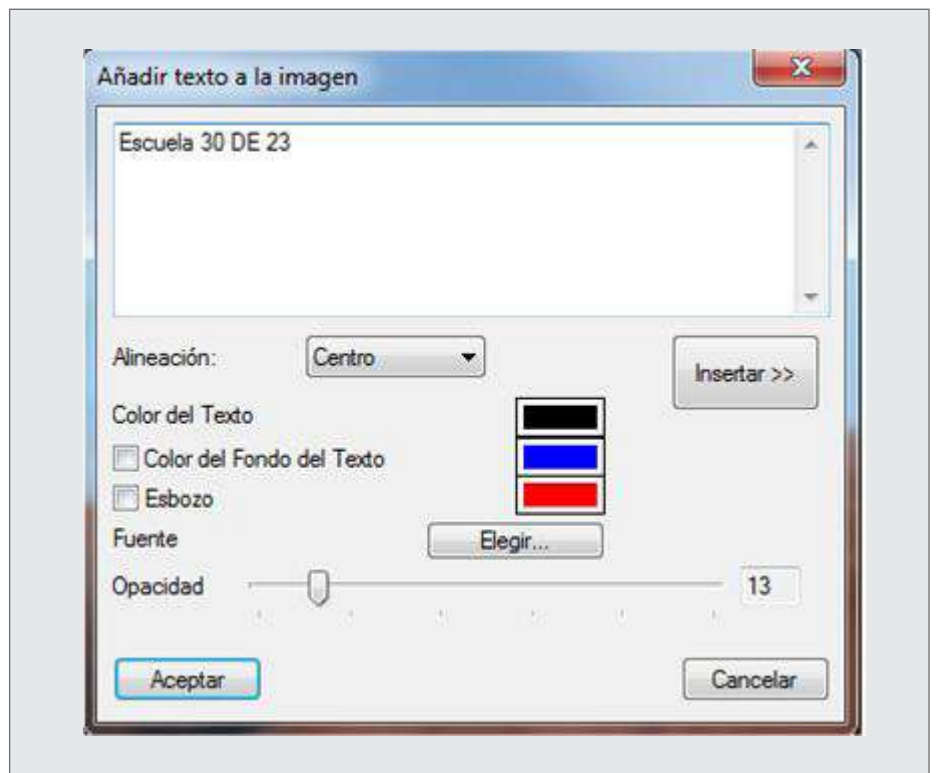 Añadir texto a la imagen
Escuela 30 DE 23
Alineación:
Centro
Insertar >>
Color del Texto
Color del Fondo del Texto
Esbozo
Fuente
Elegir...
Opacidad
13
Aceptar
Cancelar